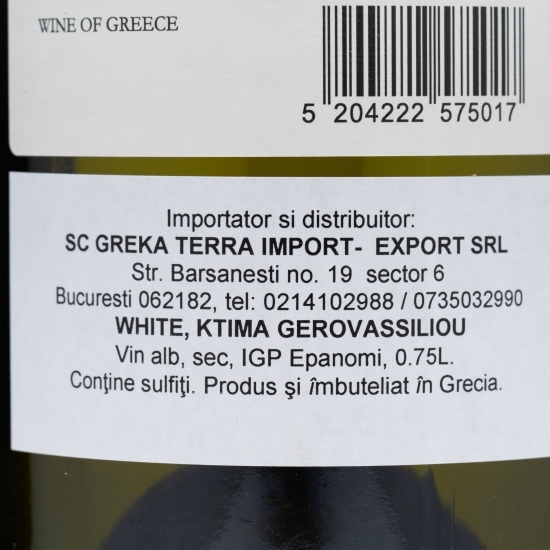 WINE OF GREECE
5 204222 575017
Importator si distribuitor:
SC GREKA TERRA IMPORT- EXPORT SRL
Str. Barsanesti no. 19 sector 6
Bucuresti 062182, tel: 0214102988 / 0735032990
WHITE, KTIMA GEROVASSILIOU
Vin alb, sec, IGP Epanomi, 0.75L.
Conţine sulfiţi. Produs şi îmbuteliat în Grecia.